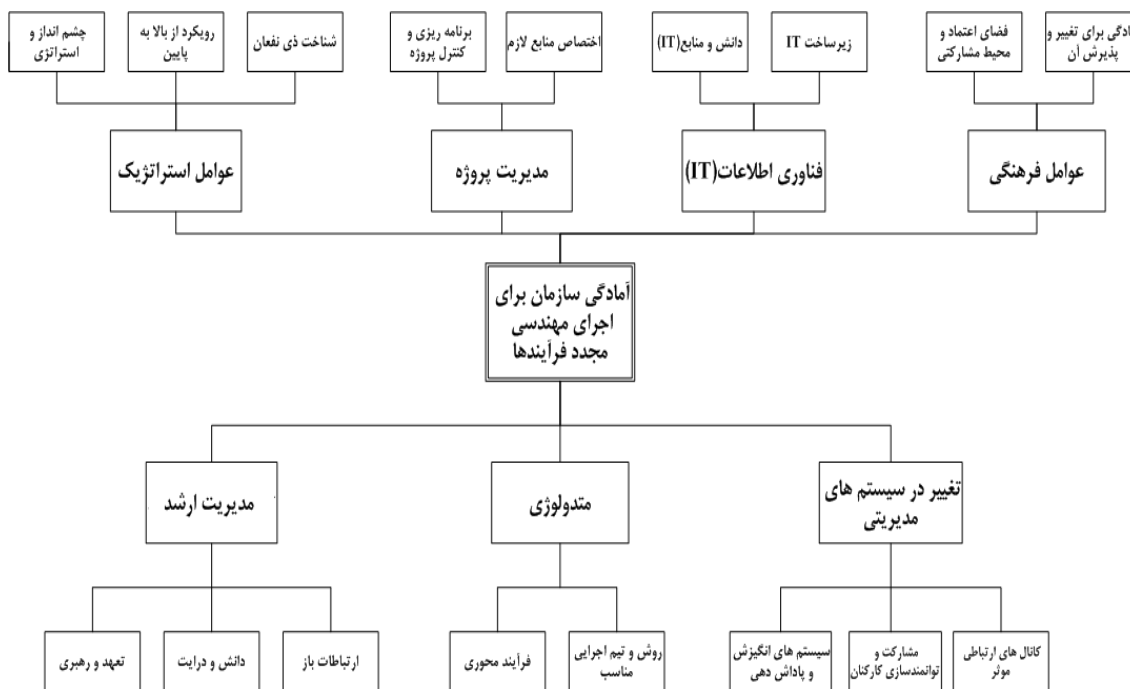 ادگی برای تغییر و
پذیرش آن
فضای اعتماد و
محیط مشارکتی
زیرساخت IT
دانش و منابع(IT)
اختصاص منابع لازم
برنامه ریزی و
کنترل پروژه
شناخت ذی نفعان
رویکرد از بالا به
پایین
چشم انداز و
استراتژی
عوامل فرهنگی
فناوری اطلاعات(IT)
مدیریت پروژه
عوامل استراتژیک
آمادگی سازمان برای
اجرای مهندسی
مجدد فرآیندها
تغییر در سیستم های
مدیریتی
متدولوژی
مدیریت ارشد
کانال های ارتباطی
موثر
مشارکت و
توانمندسازی کارکنان
سیستم های انگیزش
و پاداش دهی
روش و تیم اجرایی
مناسب
فرآیند محوری
ارتباطات باز
دانش و درایت
تعهد و رهبری